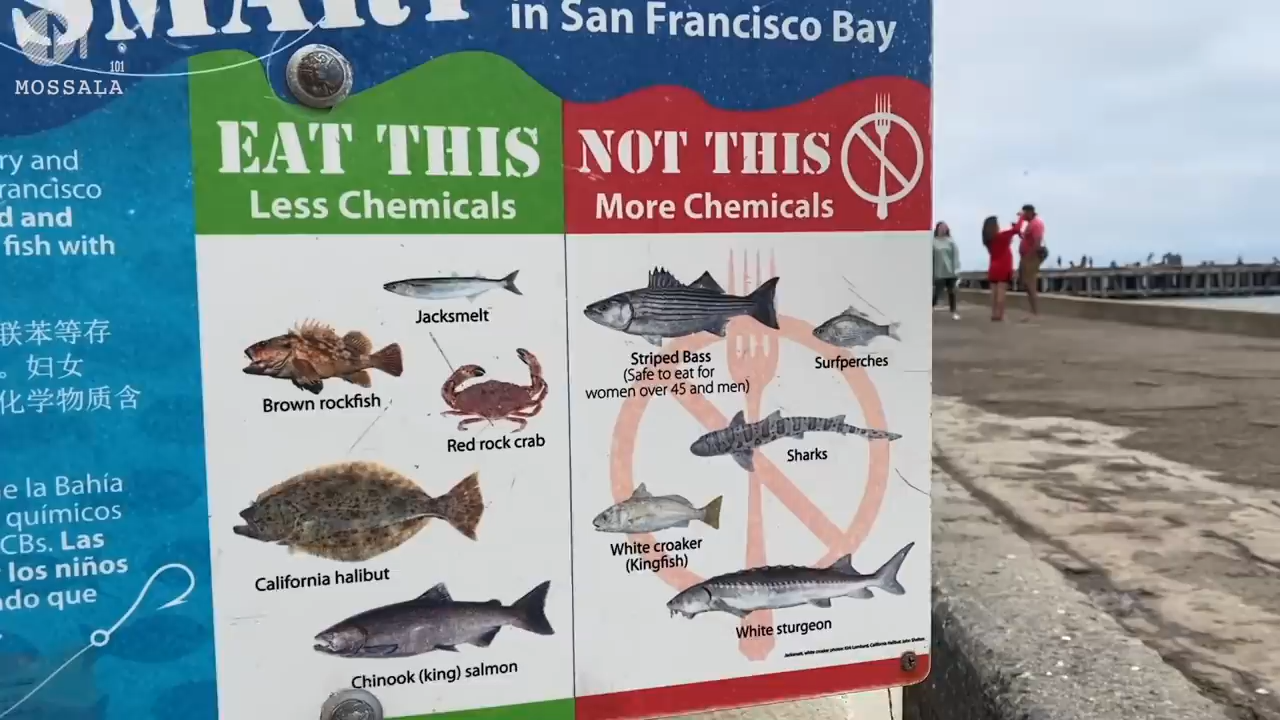 SMART
in San Francisco Bay
101
MOSSALA
ry and
rancisco
d and
fish with
联苯等存
。妇女
化学物质含
e la Bahía
químicos
CBs. Las
los niños
do que
EAT THIS
Less Chemicals
Jacksmelt
Brown rockfish
Red rock crab
California halibut
Chinook (king) salmon
NOT THIS
More Chemicals
Striped Bass
(Safe to eat for
women over 45 and men)
Surfperches
Sharks
White croaker
(Kingfish)
White sturgeon